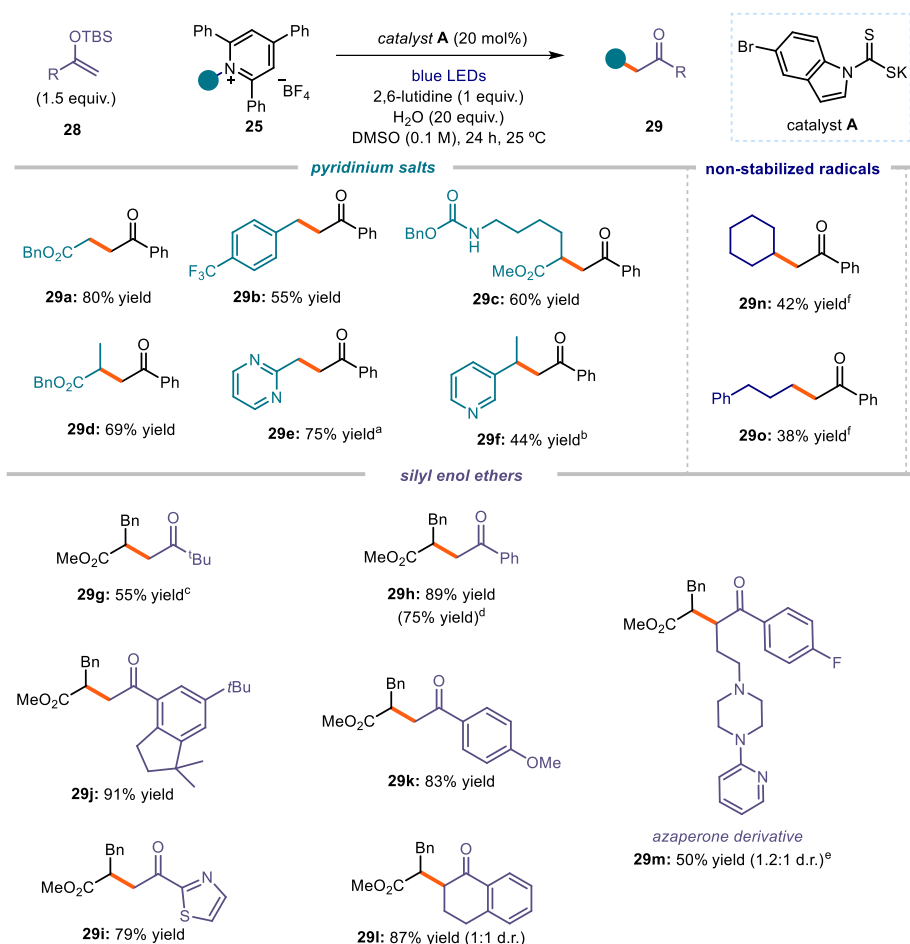 OTBS
R
(1.5 equiv.)
28
Ph
Ph
N
+
Ph
−
BF4
25
catalyst A (20 mol%)
blue LEDs
2,6-lutidine (1 equiv.)
H2O (20 equiv.)
DMSO (0.1 M), 24 h, 25 ºC
O
R
29
Br
N
S
SK
catalyst A
pyridinium salts
non-stabilized radicals
BnO2C
O
Ph
29a: 80% yield
F3C
O
Ph
29b: 55% yield
O
BnO
N
H
MeO2C
O
Ph
29c: 60% yield
O
Ph
29n: 42% yieldf
BnO2C
O
Ph
29d: 69% yield
N
N
O
Ph
29e: 75% yielda
N
O
Ph
29f: 44% yieldb
Ph
O
Ph
29o: 38% yieldf
silyl enol ethers
Bn
O
MeO2C
tBu
29g: 55% yieldc
Bn
O
MeO2C
Ph
29h: 89% yield
(75% yield)d
Bn
O
MeO2C
tBu
29j: 91% yield
Bn
O
MeO2C
OMe
29k: 83% yield
Bn
O
MeO2C
F
N
N
N
azaperone derivative
29m: 50% yield (1.2:1 d.r.)e
Bn
O
MeO2C
N
S
29i: 79% yield
Bn
O
MeO2C
29l: 87% yield (1:1 d.r.)